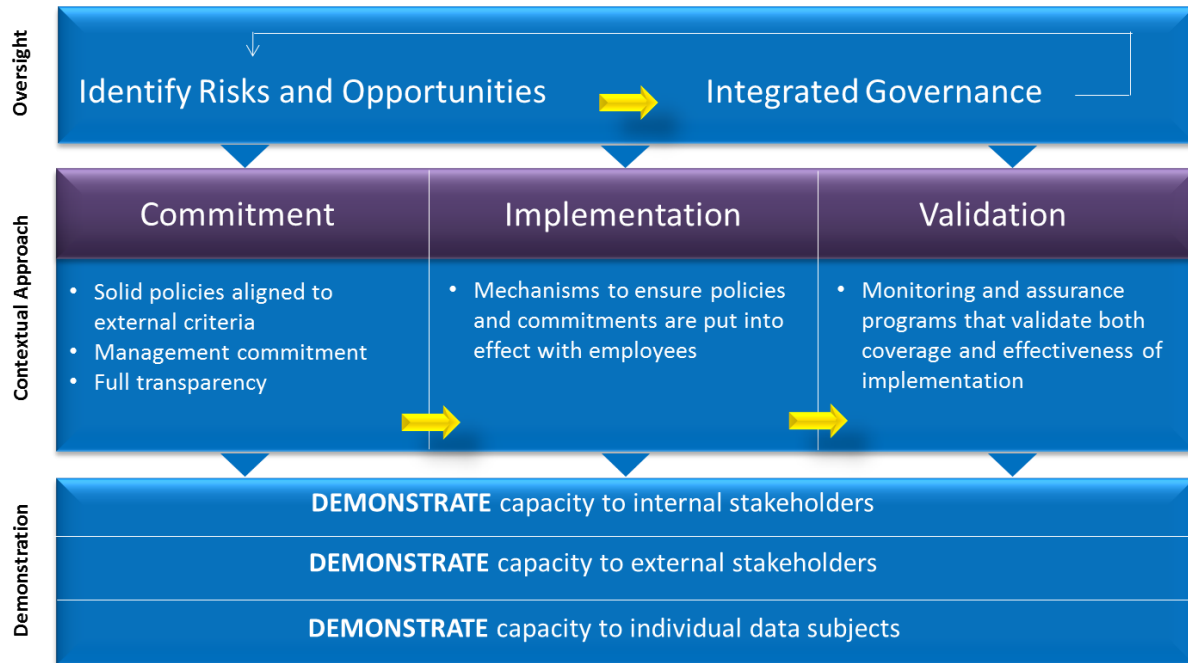 Oversight
Identify Risks and Opportunities
Integrated Governance
Contextual Approach
Commitment
Implementation
Validation
• Solid policies aligned to
external criteria
• Management commitment
• Full transparency
• Mechanisms to ensure policies
and commitments are put into
effect with employees
• Monitoring and assurance
programs that validate both
coverage and effectiveness of
implementation
Demonstration
DEMONSTRATE capacity to internal stakeholders
DEMONSTRATE capacity to external stakeholders
DEMONSTRATE capacity to individual data subjects